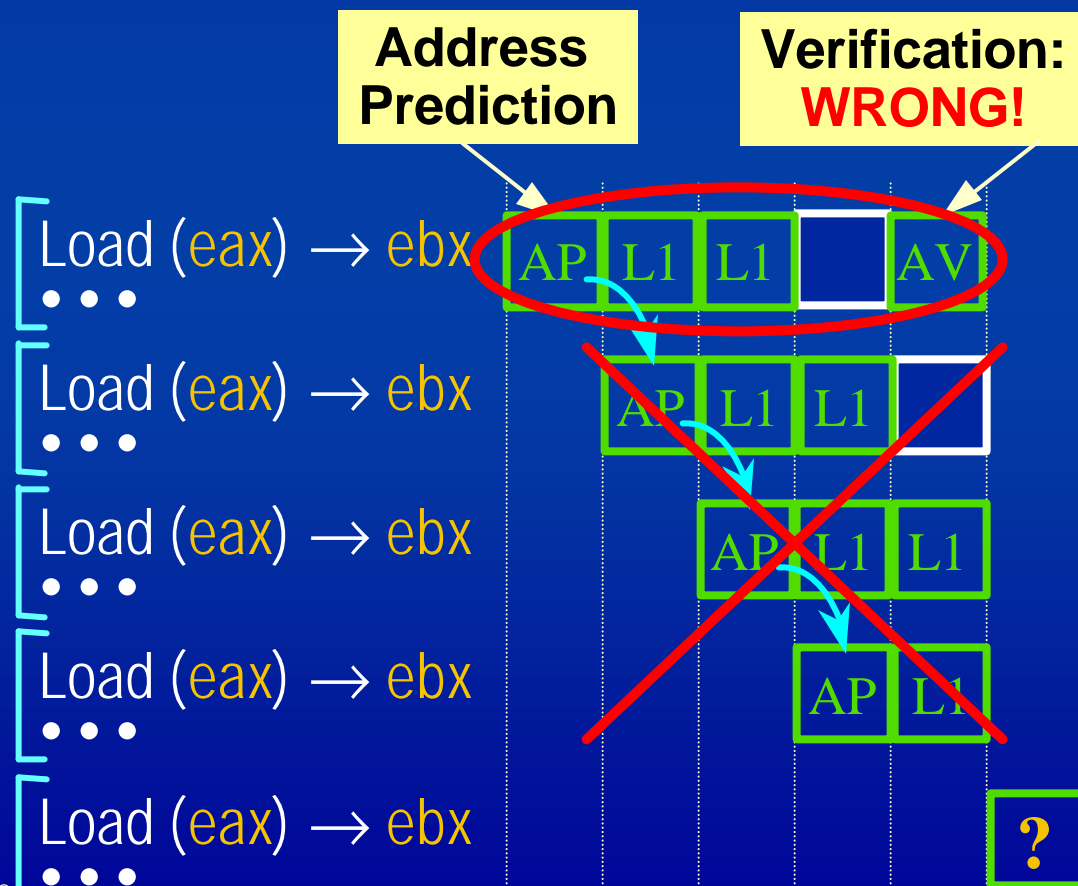 Address
Prediction
Verification:
WRONG!
Load (eax) → ebx AP L1 L1 AV
• • •
Load (eax) → ebx AP L1 L1
• • •
Load (eax) → ebx AP L1 L1
• • •
Load (eax) → ebx AP L1
• • •
Load (eax) → ebx ?
• • •